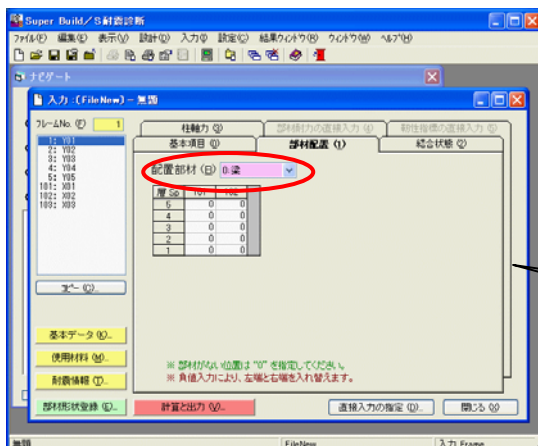 Super Build／S耐震診断
ファイル(F) 編集(E) 表示(V) 設計(D) 入力(I) 設定(C) 結果ウィンドウ(R) ウィンドウ(W) ヘルプ(H)
ナビゲート
入力 :(FileNew) - 無題
フレームNo.(F) 1
1: Y01
2: Y02
3: Y03
4: Y04
5: Y05
101: X01
102: X02
103: X03
コピー(C)...
基本データ(K)...
使用材料(M)...
耐震情報(T)...
部材形状登録(E)...
柱軸力(3)
部材耐力の直接入力(4)
靭性指標の直接入力(5)
基本項目(0)
部材配置(1)
結合状態(2)
配置部材(B) 0:梁
層 Sp 101 102
5 0 0
4 0 0
3 0 0
2 0 0
1 0 0
※ 部材がない位置は "0" を指定してください。
※ 負値入力により、左端と右端を入れ替えます。
計算と出力(V)...
直接入力の指定(D)...
閉じる(X)
無題 FileNew 入力 Frame